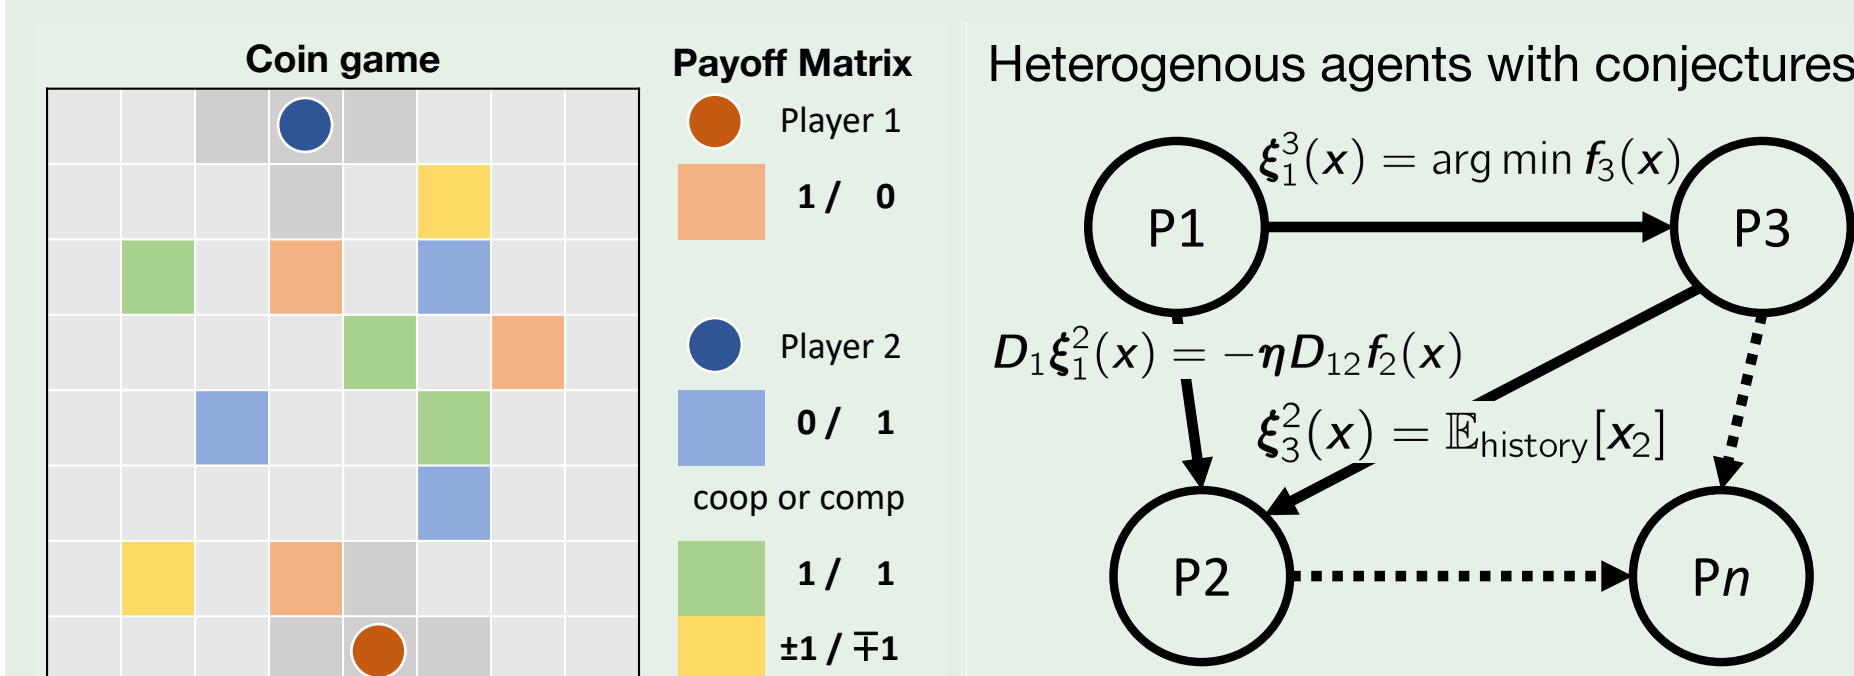 Coin game
Payoff Matrix
Player 1
1 / 0
Player 2
0 / 1
coop or comp
1 / 1
±1 / ∓1
Heterogenous agents with conjectures
ξ₁³(x) = arg min f₃(x)
P1
P3
D₁ξ₁²(x) = −ηD₁₂f₂(x)
ξ₃²(x) = 𝔼history[x₂]
P2
Pn